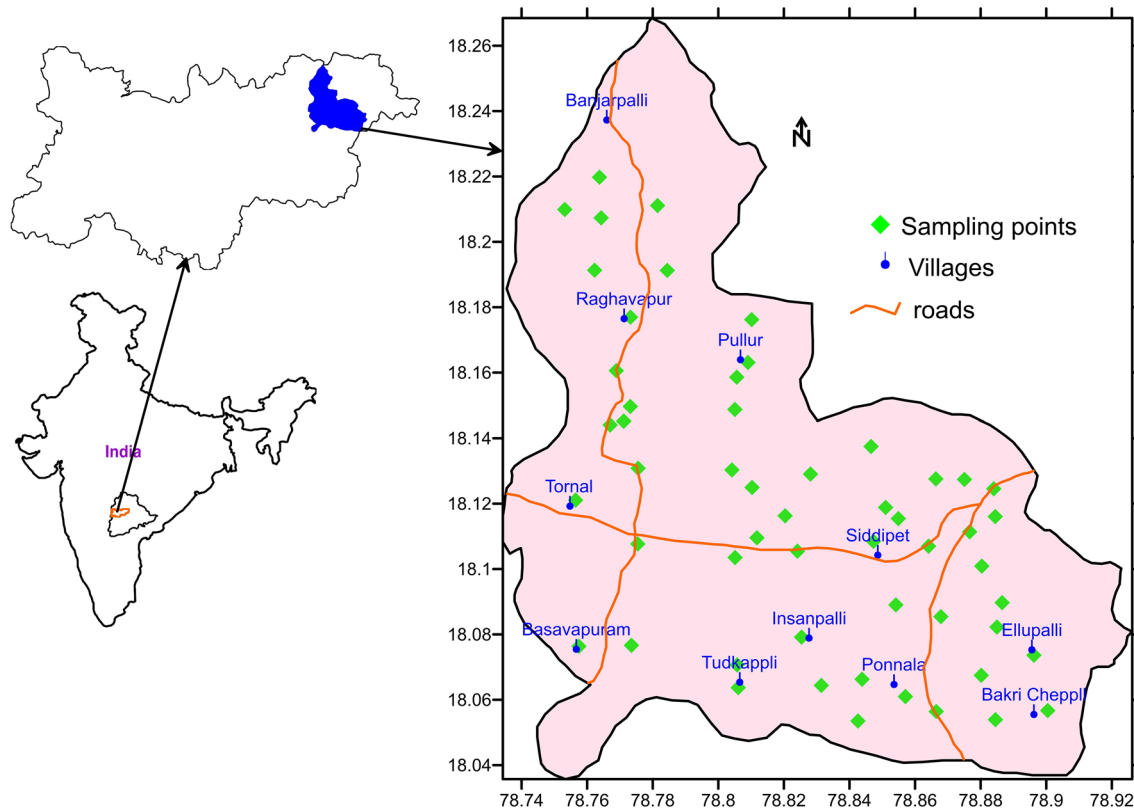 18.26
Banjarpalli
18.24
N
18.22
Sampling points
18.2
Villages
Raghavapur
roads
18.18
Pullur
18.16
18.14
India
Tornal
18.12
Siddipet
18.1
Insanpalli
Basavapuram
Ellupalli
18.08
Tudkappli
Ponnala
Bakri Cheppll
18.06
18.04
78.74 78.76 78.78 78.8 78.82 78.84 78.86 78.88 78.9 78.92